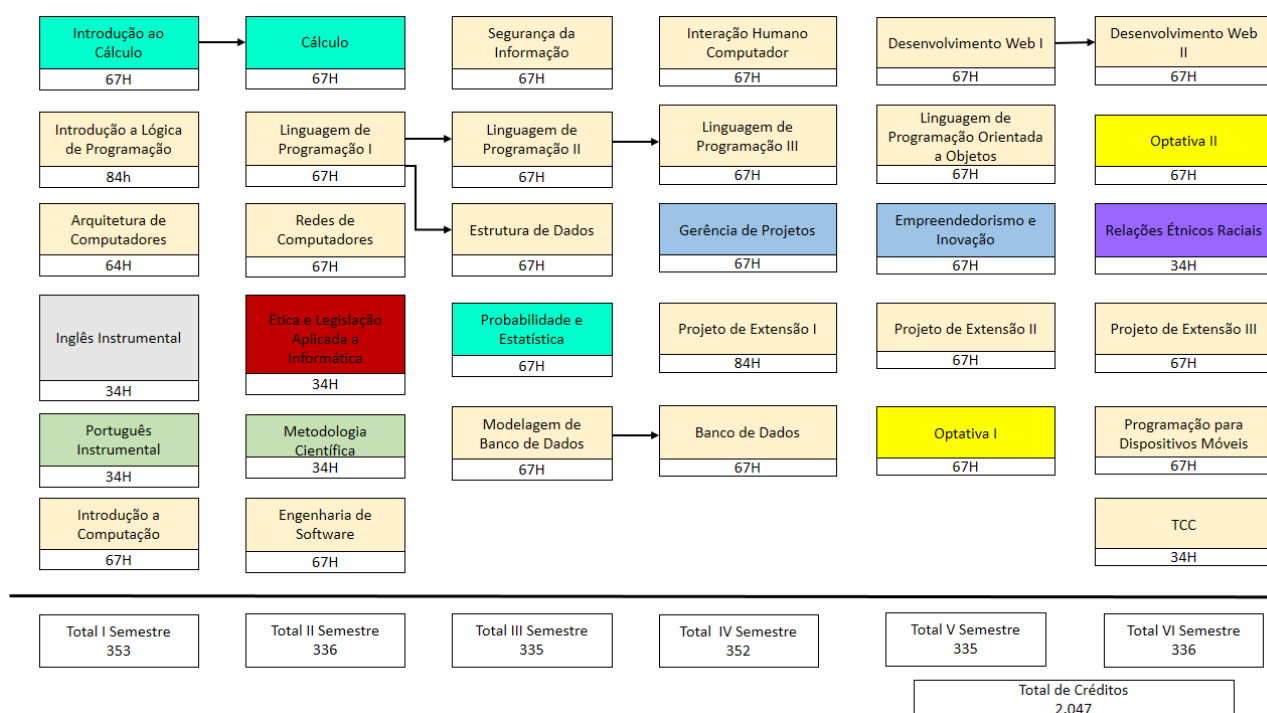 Introdução ao
Cálculo
67H
Cálculo
67H
Segurança da
Informação
67H
Interação Humano
Computador
67H
Desenvolvimento Web I
67H
Desenvolvimento Web
II
67H
Introdução a Lógica
de Programação
84h
Linguagem de
Programação I
67H
Linguagem de
Programação II
67H
Linguagem de
Programação III
67H
Linguagem de
Programação Orientada
a Objetos
67H
Optativa II
67H
Arquitetura de
Computadores
64H
Redes de
Computadores
67H
Estrutura de Dados
67H
Gerência de Projetos
67H
Empreendedorismo e
Inovação
67H
Relações Étnicos Raciais
34H
Inglês Instrumental
34H
Ética e Legislação
Aplicada a
Informática
34H
Probabilidade e
Estatística
67H
Projeto de Extensão I
84H
Projeto de Extensão II
67H
Projeto de Extensão III
67H
Português
Instrumental
34H
Metodologia
Científica
34H
Modelagem de
Banco de Dados
67H
Banco de Dados
67H
Optativa I
67H
Programação para
Dispositivos Móveis
67H
Introdução a
Computação
67H
Engenharia de
Software
67H
TCC
34H
Total I Semestre
353
Total II Semestre
336
Total III Semestre
335
Total IV Semestre
352
Total V Semestre
335
Total VI Semestre
336
Total de Créditos
2.047